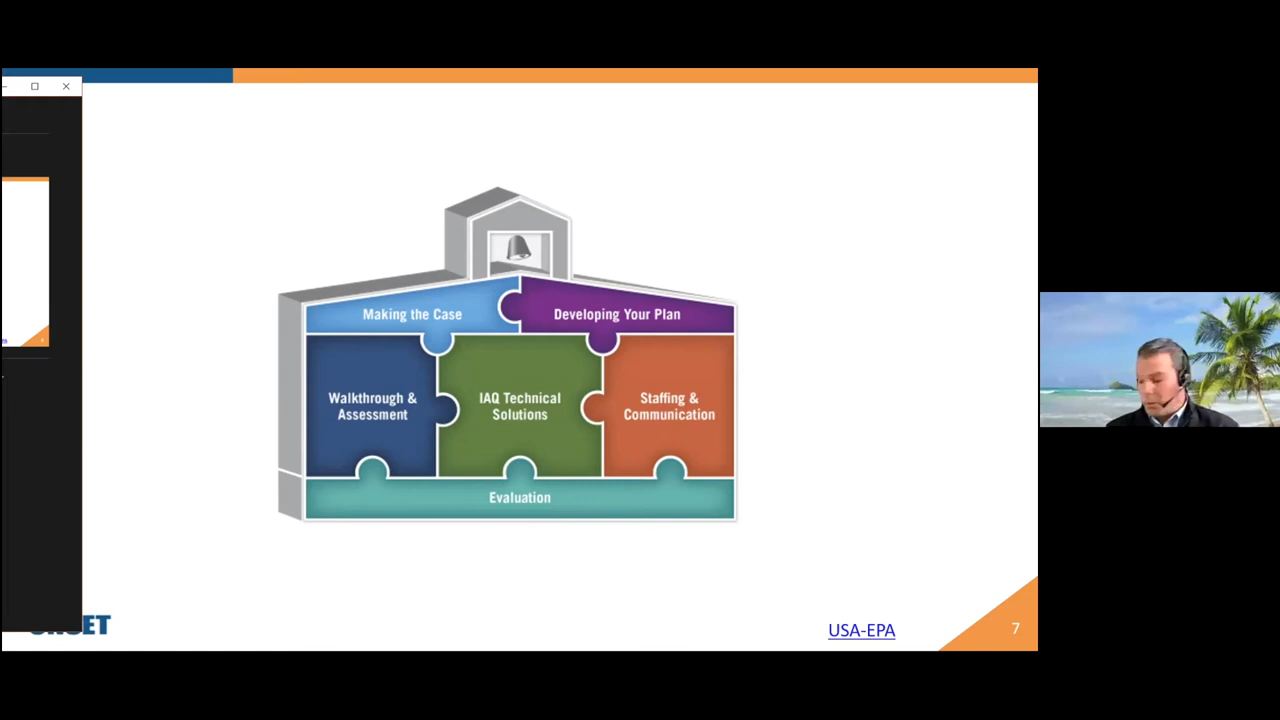 Making the Case
Developing Your Plan
Walkthrough &
Assessment
IAQ Technical
Solutions
Staffing &
Communication
Evaluation
USA-EPA
7